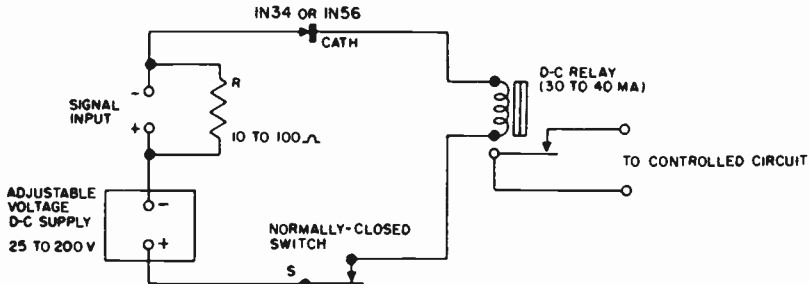 IN34 OR IN56
CATH
D-C RELAY
(30 TO 40 MA)
-
R
SIGNAL
INPUT
+
10 TO 100Ω
TO CONTROLLED CIRCUIT
ADJUSTABLE
VOLTAGE
D-C SUPPLY
-
25 TO 200 V
+
NORMALLY-CLOSED
SWITCH
S